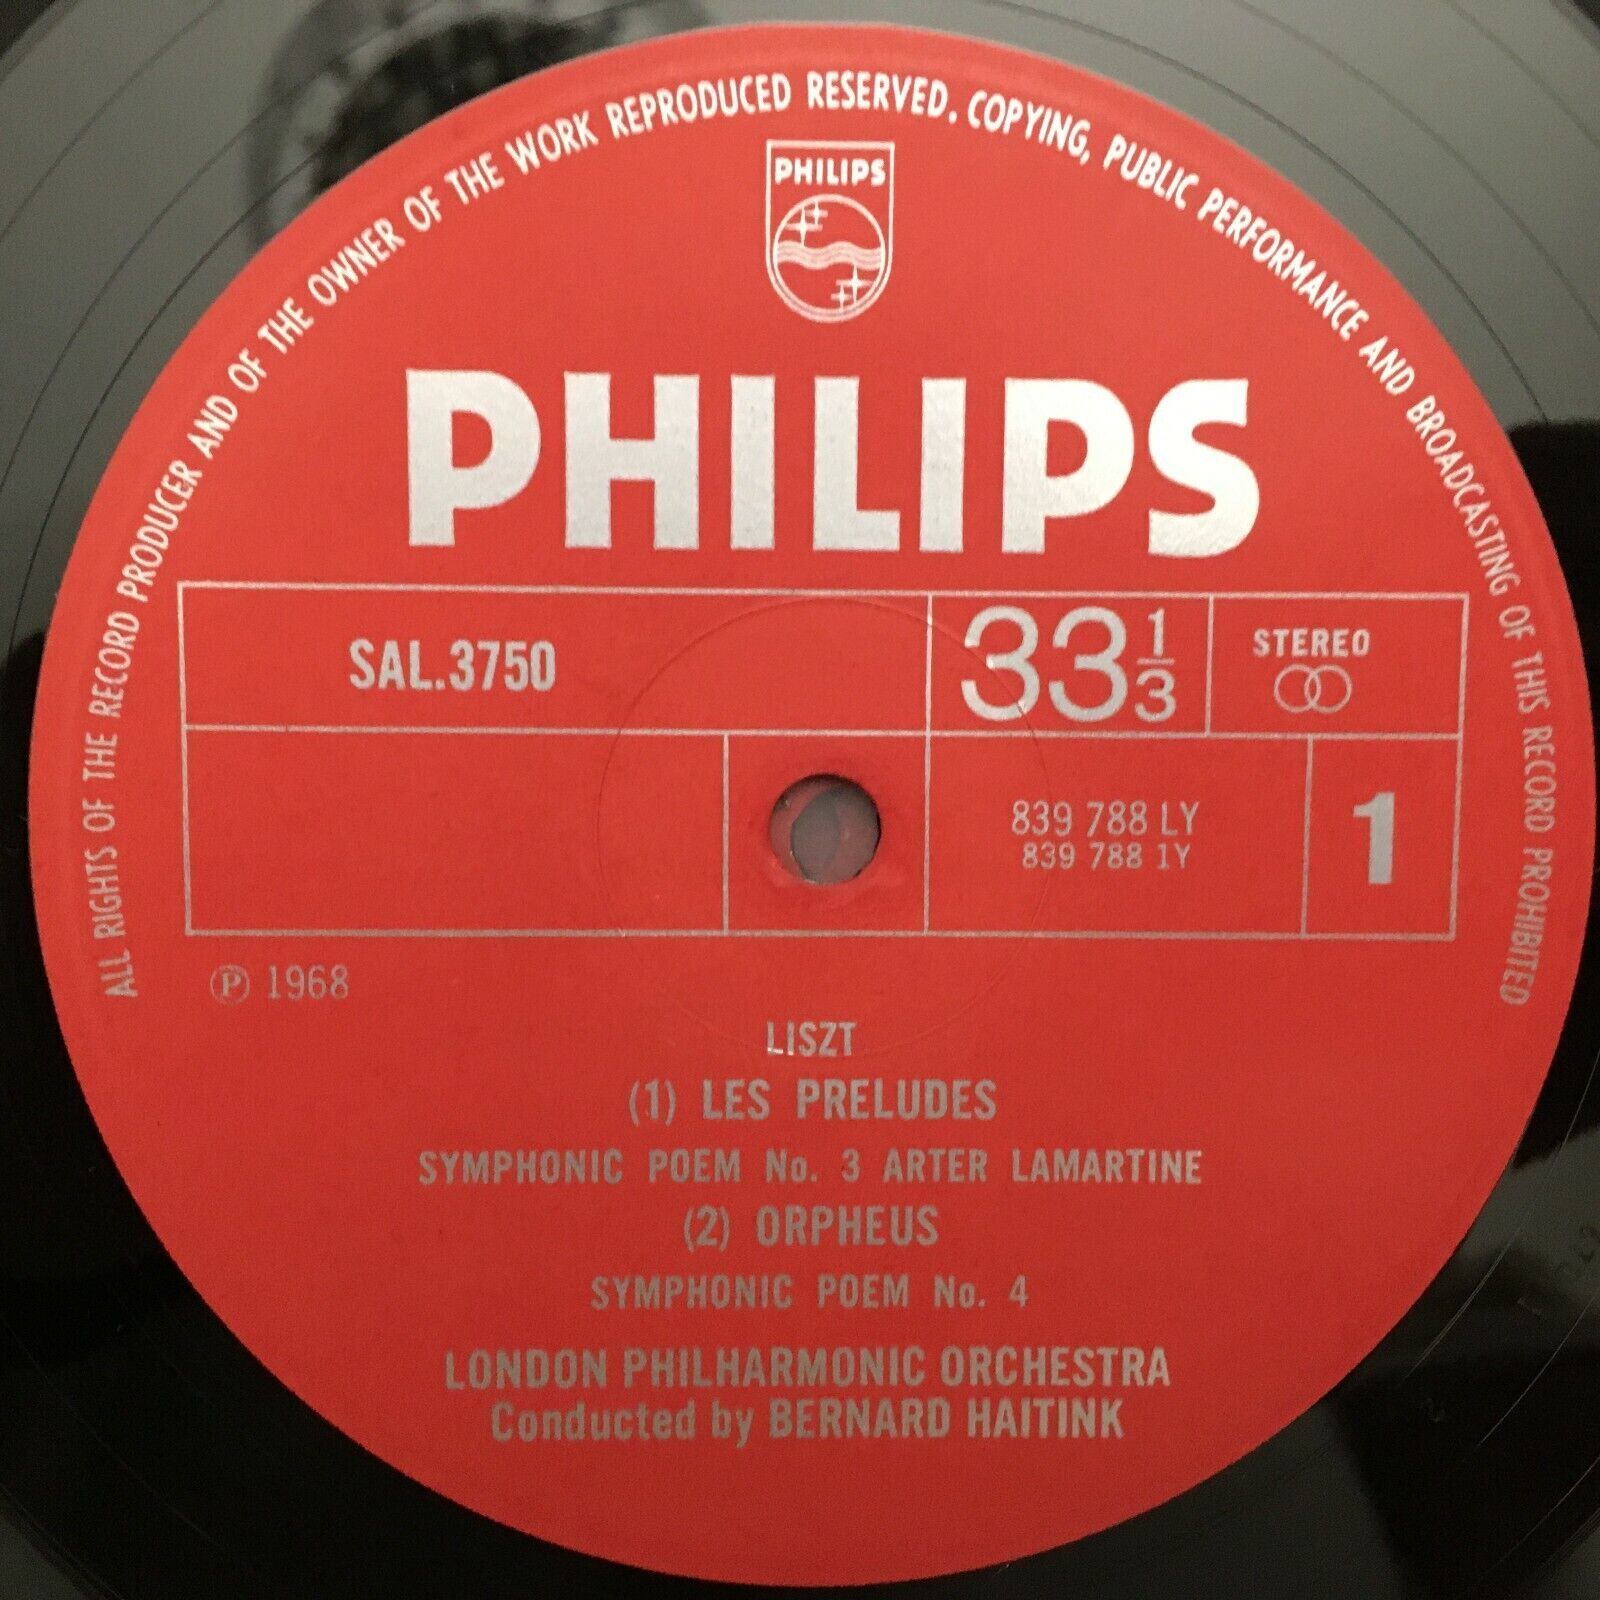 ALL RIGHTS OF THE RECORD PRODUCER AND OF THE OWNER OF THE WORK REPRODUCED RESERVED. COPYING, PUBLIC PERFORMANCE AND BROADCASTING OF THIS RECORD PROHIBITED
PHILIPS
PHILIPS
SAL.3750
33 1/3
STEREO
839 788 LY
839 788 1Y
1
Ⓟ 1968
LISZT
(1) LES PRELUDES
SYMPHONIC POEM No. 3 ARTER LAMARTINE
(2) ORPHEUS
SYMPHONIC POEM No. 4
LONDON PHILHARMONIC ORCHESTRA
Conducted by BERNARD HAITINK